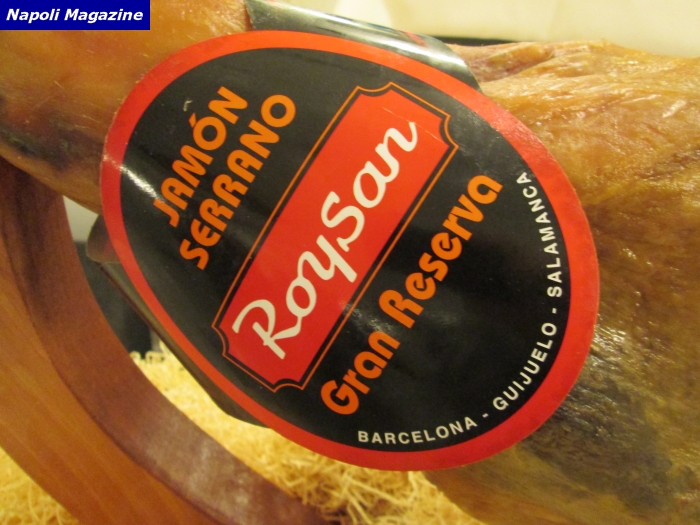 Napoli Magazine
JAMÓN
SERRANO
RoySan
Gran Reserva
BARCELONA - GUIJUELO - SALAMANCA